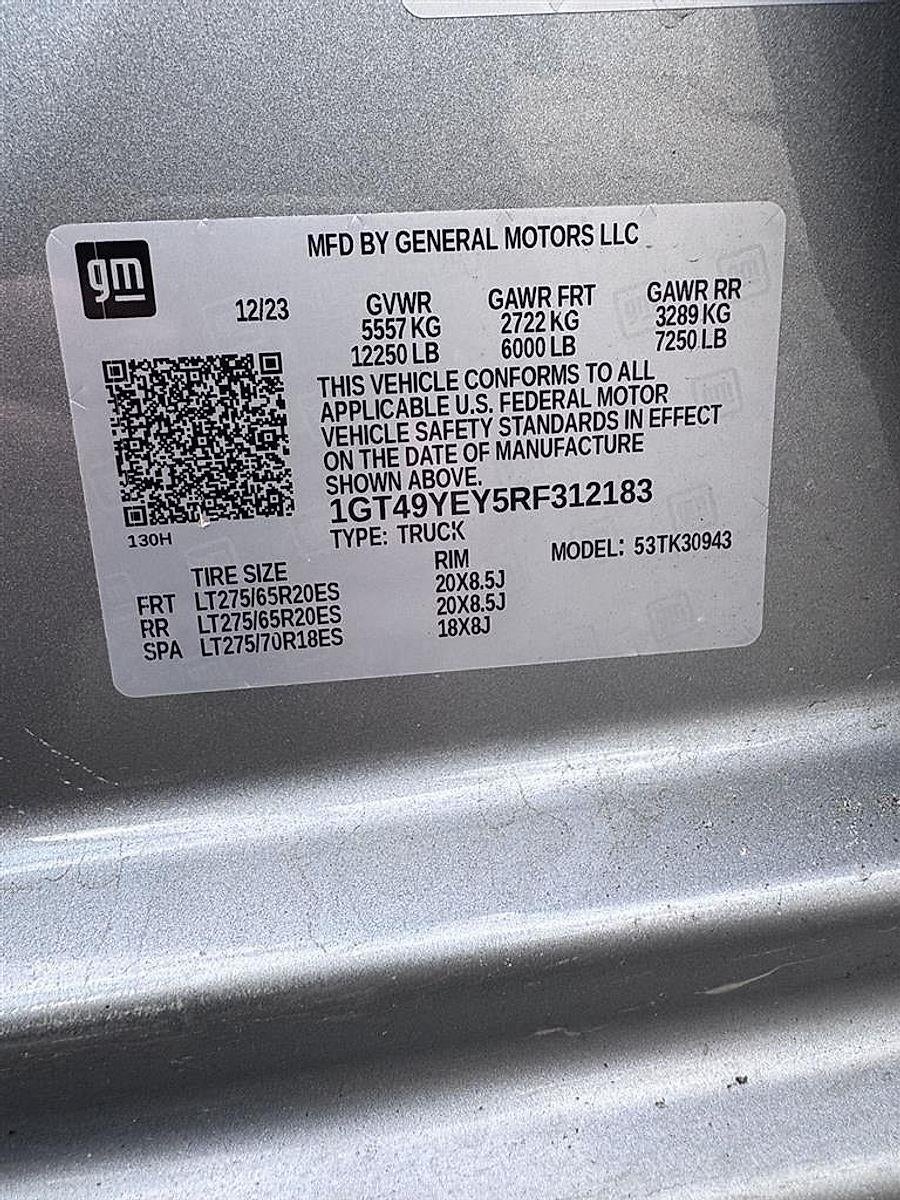 gm
MFD BY GENERAL MOTORS LLC
12/23 GVWR GAWR FRT GAWR RR
5557 KG 2722 KG 3289 KG
12250 LB 6000 LB 7250 LB
THIS VEHICLE CONFORMS TO ALL
APPLICABLE U.S. FEDERAL MOTOR
VEHICLE SAFETY STANDARDS IN EFFECT
ON THE DATE OF MANUFACTURE
SHOWN ABOVE.
1GT49YEY5RF312183
130H
TYPE: TRUCK MODEL: 53TK30943
TIRE SIZE RIM
FRT LT275/65R20ES 20X8.5J
RR LT275/65R20ES 20X8.5J
SPA LT275/70R18ES 18X8J